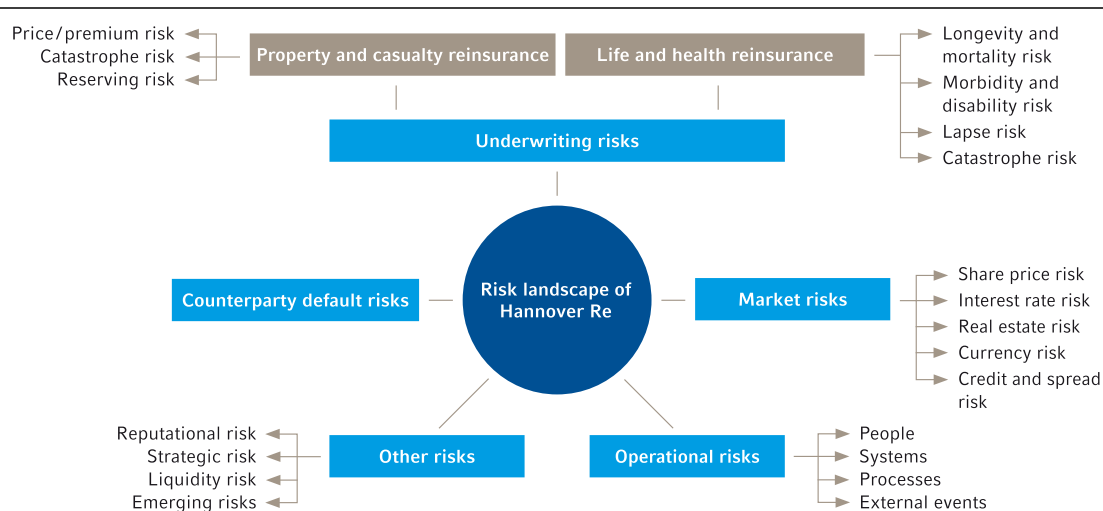 Price/premium risk
Catastrophe risk
Reserving risk
Property and casualty reinsurance
Life and health reinsurance
Longevity and
mortality risk
Morbidity and
disability risk
Lapse risk
Catastrophe risk
Underwriting risks
Counterparty default risks
Risk landscape of
Hannover Re
Market risks
Share price risk
Interest rate risk
Real estate risk
Currency risk
Credit and spread
risk
Reputational risk
Strategic risk
Liquidity risk
Emerging risks
Other risks
Operational risks
People
Systems
Processes
External events